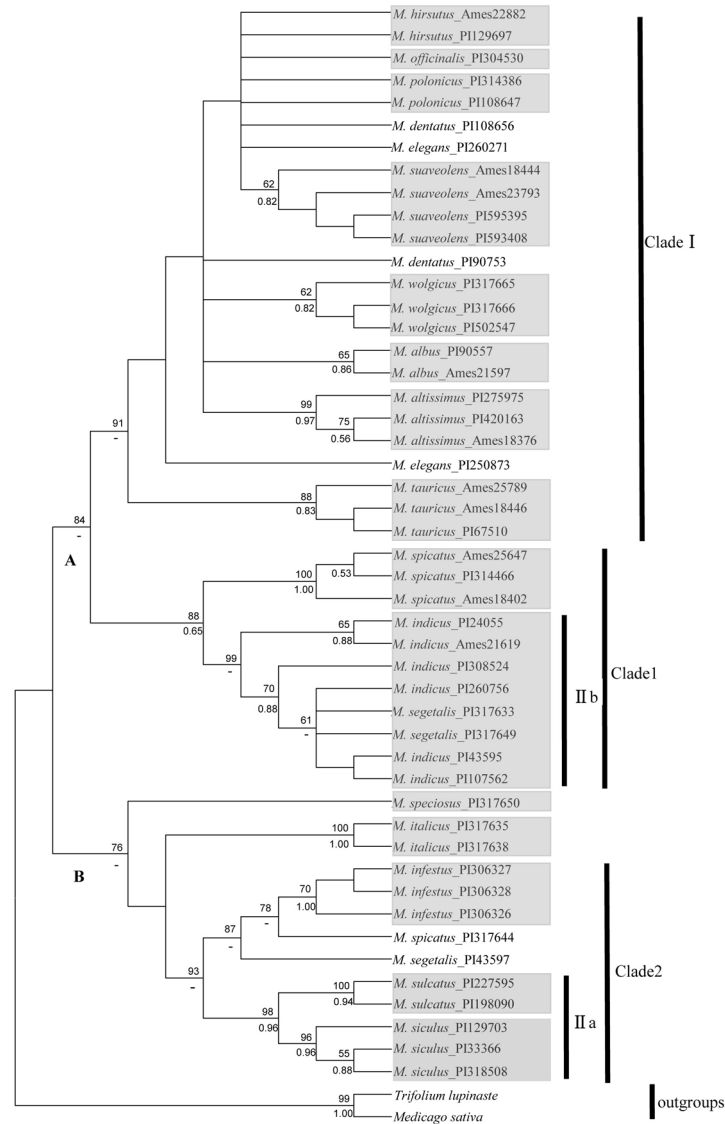 M. hirsutus_Ames22882
M. hirsutus_PI129697
M. officinalis_PI304530
M. polonicus_PI314386
M. polonicus_PI108647
M. dentatus_PI108656
M. elegans_PI260271
M. suaveolens_Ames18444
62
0.82
M. suaveolens_Ames23793
M. suaveolens_PI595395
M. suaveolens_PI593408
Clade I
M. dentatus_PI90753
M. wolgicus_PI317665
62
0.82
M. wolgicus_PI317666
M. wolgicus_PI502547
M. albus_PI90557
65
0.86
M. albus_Ames21597
M. altissimus_PI275975
99
0.97
M. altissimus_PI420163
75
0.56
M. altissimus_Ames18376
91
-
M. elegans_PI250873
M. tauricus_Ames25789
88
0.83
M. tauricus_Ames18446
M. tauricus_PI67510
84
-
A
M. spicatus_Ames25647
0.53
M. spicatus_PI314466
100
1.00
M. spicatus_Ames18402
88
0.65
M. indicus_PI24055
65
0.88
M. indicus_Ames21619
99
-
M. indicus_PI308524
70
0.88
M. indicus_PI260756
M. segetalis_PI317633
61
-
M. segetalis_PI317649
M. indicus_PI43595
M. indicus_PI107562
II b
Clade1
M. speciosus_PI317650
76
-
B
M. italicus_PI317635
100
1.00
M. italicus_PI317638
M. infestus_PI306327
M. infestus_PI306328
70
1.00
M. infestus_PI306326
78
-
M. spicatus_PI317644
87
-
M. segetalis_PI43597
93
-
M. sulcatus_PI227595
100
0.94
M. sulcatus_PI198090
98
0.96
M. siculus_PI129703
96
0.96
M. siculus_PI33366
55
0.88
M. siculus_PI318508
II a
Clade2
Trifolium lupinaste
99
1.00
Medicago sativa
outgroups